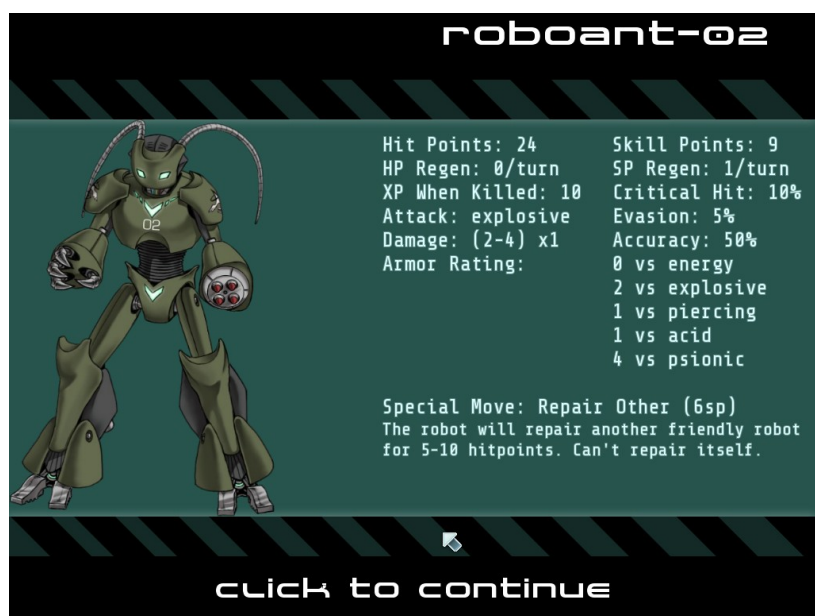 roboant-02
Hit Points: 24
HP Regen: 0/turn
XP When Killed: 10
Attack: explosive
Damage: (2-4) x1
Armor Rating:
Skill Points: 9
SP Regen: 1/turn
Critical Hit: 10%
Evasion: 5%
Accuracy: 50%
0 vs energy
2 vs explosive
1 vs piercing
1 vs acid
4 vs psionic
02
Special Move: Repair Other (6sp)
The robot will repair another friendly robot
for 5-10 hitpoints. Can't repair itself.
click to continue